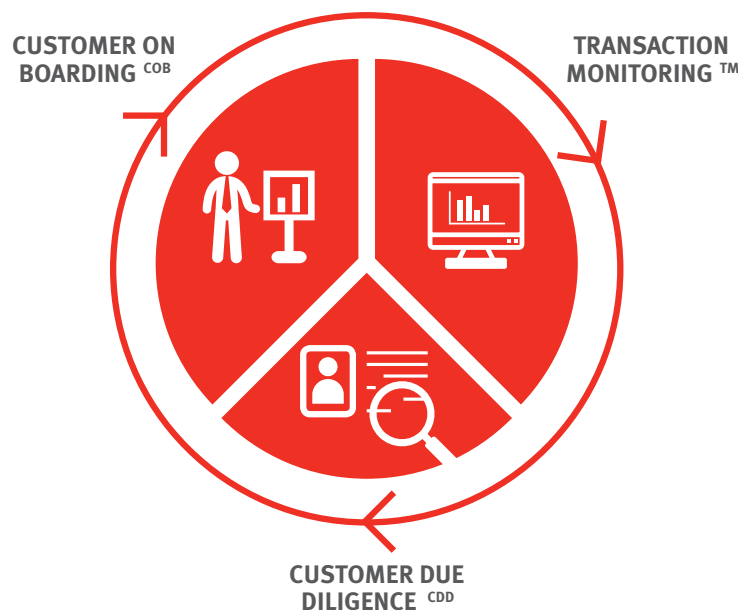 CUSTOMER ON
BOARDING COB
TRANSACTION
MONITORING TM
CUSTOMER DUE
DILIGENCE CDD